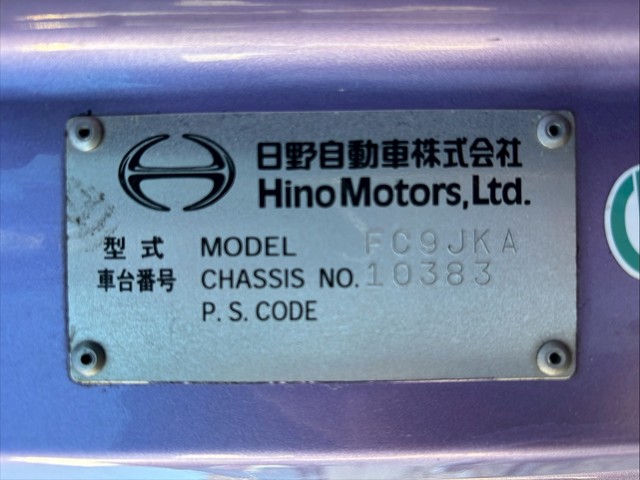 日野自動車株式会社
Hino Motors, Ltd.
型式 MODEL FC9JKA
車台番号 CHASSIS NO. 10383
P. S. CODE